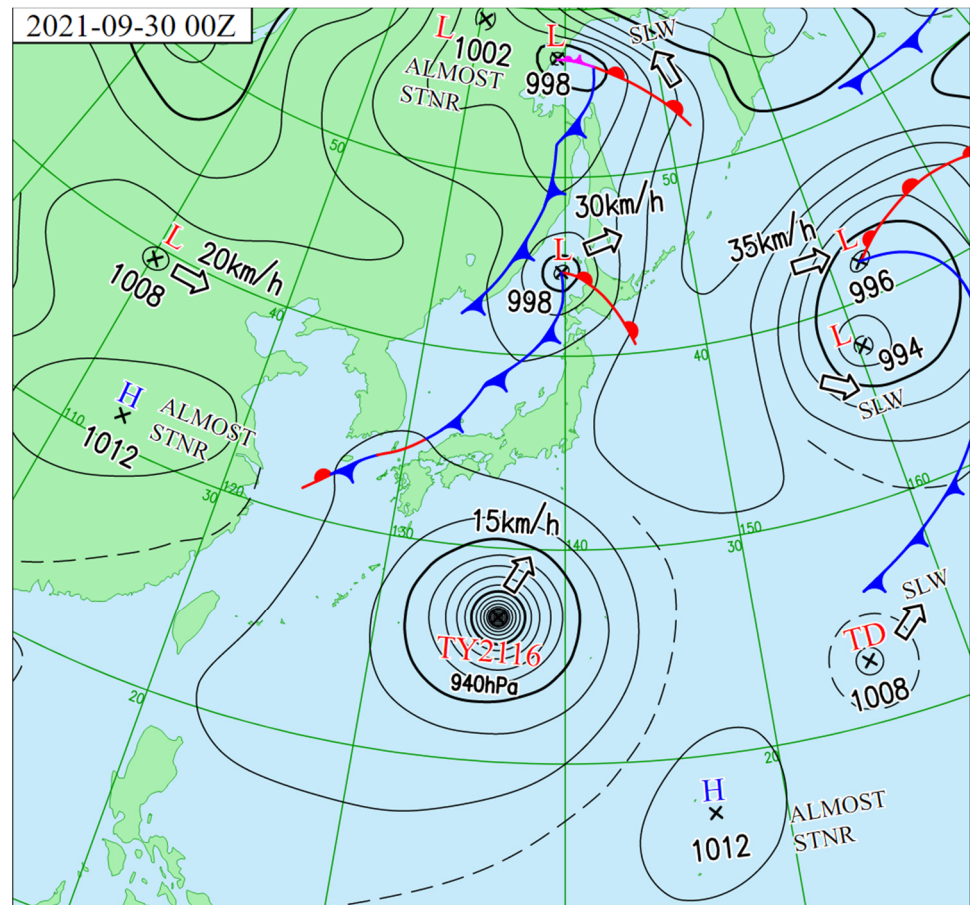 2021-09-30 00Z
L
1002
ALMOST
STNR
L
998
SLW
50
50
L
20km/h
1008
30km/h
L
998
35km/h
L
996
40
40
L
994
SLW
H
ALMOST
STNR
1012
110
120
30
130
140
150
30
160
15km/h
TY2116
940hPa
SLW
TD
1008
20
20
H
1012
ALMOST
STNR